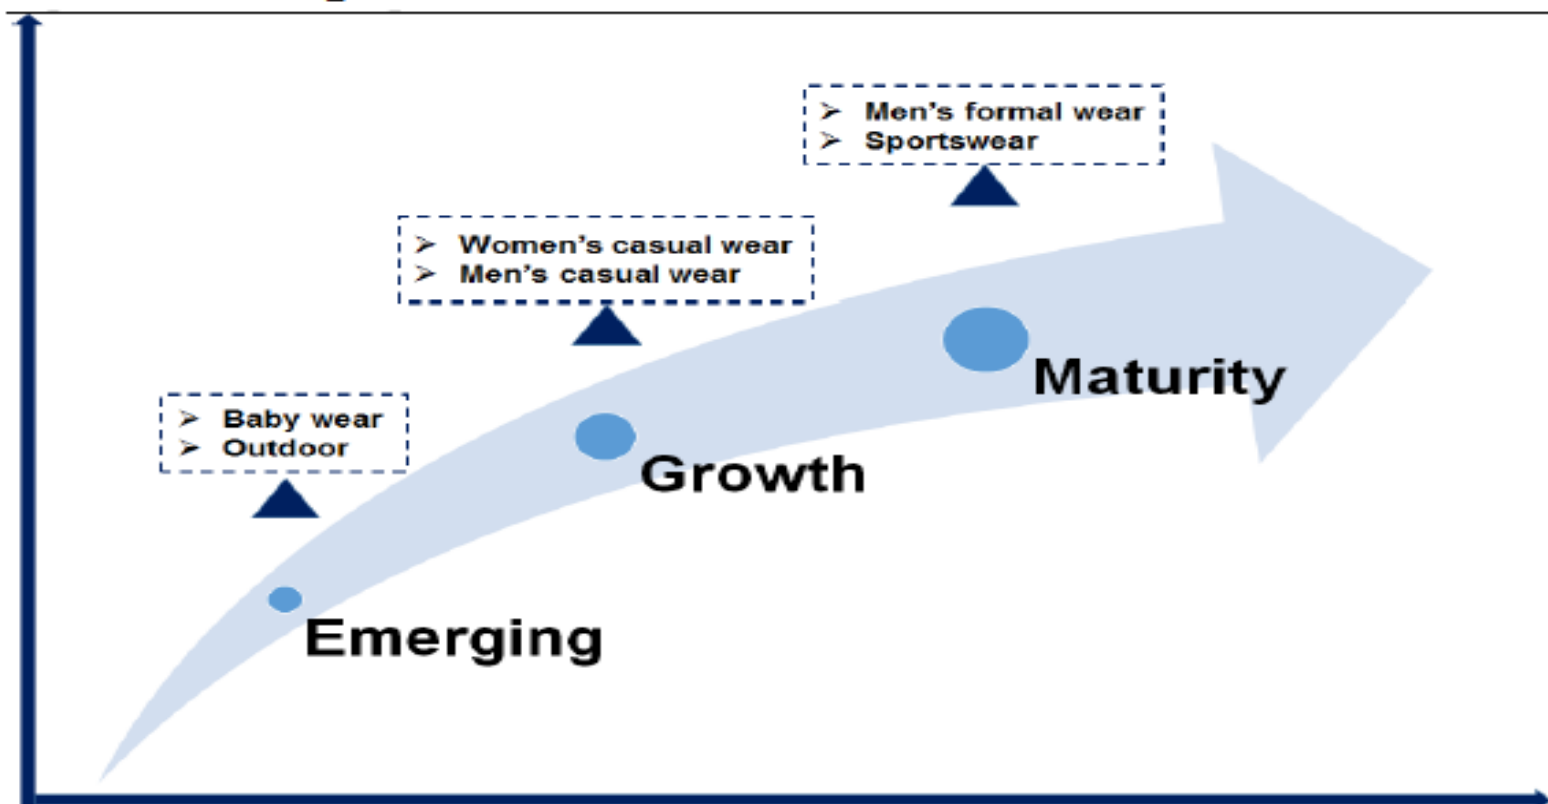 ➢ Men's formal wear
➢ Sportswear
➢ Women's casual wear
➢ Men's casual wear
Maturity
➢ Baby wear
➢ Outdoor
Growth
Emerging